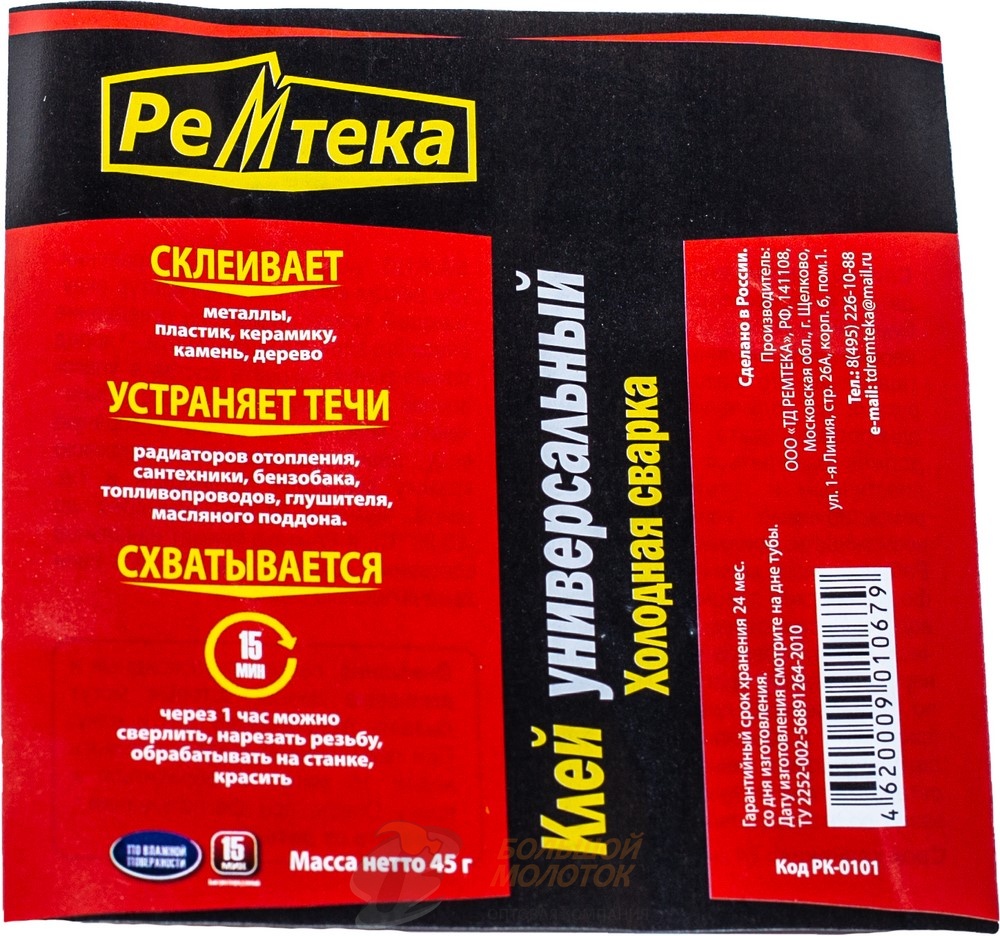 РеМтека
СКЛЕИВАЕТ
металлы,
пластик, керамику,
камень, дерево
УСТРАНЯЕТ ТЕЧИ
радиаторов отопления,
сантехники, бензобака,
топливопроводов, глушителя,
масляного поддона.
СХВАТЫВАЕТСЯ
15
МИН
через 1 час можно
сверлить, нарезать резьбу,
обрабатывать на станке,
красить
ПО ВЛАЖНОЙ
ПОВЕРХНОСТИ
15
МИН
Масса нетто 45 г
Клей универсальный
Холодная сварка
Сделано в России.
Производитель:
ООО «ТД РЕМТЕКА», РФ, 141108,
Московская обл., г. Щелково,
ул. 1-я Линия, стр. 26А, корп. 6, пом.1.
Тел.: 8(495) 226-10-88
e-mail: tdremteka@mail.ru
Гарантийный срок хранения 24 мес.
со дня изготовления.
Дату изготовления смотрите на дне тубы.
ТУ 2252-002-56891264-2010
4 620009 010679
Код РК-0101
БОЛЬШОЙ
МОЛОТОК
ОПТОВАЯ КОМПАНИЯ